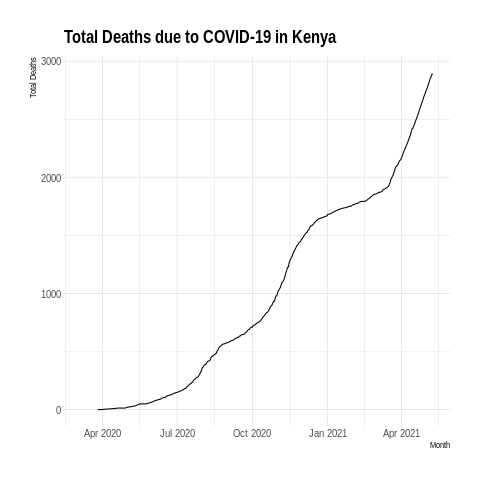 Total Deaths due to COVID-19 in Kenya
Total Deaths
3000
2000
1000
0
Apr 2020 Jul 2020 Oct 2020 Jan 2021 Apr 2021
Month